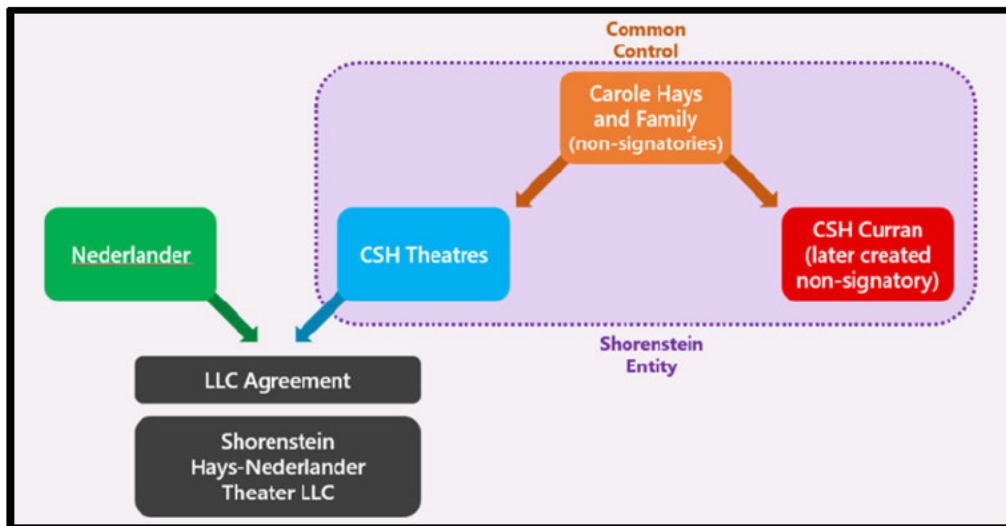 Common
Control
Carole Hays
and Family
(non-signatories)
Nederlander
CSH Theatres
CSH Curran
(later created
non-signatory)
Shorenstein
Entity
LLC Agreement
Shorenstein
Hays-Nederlander
Theater LLC